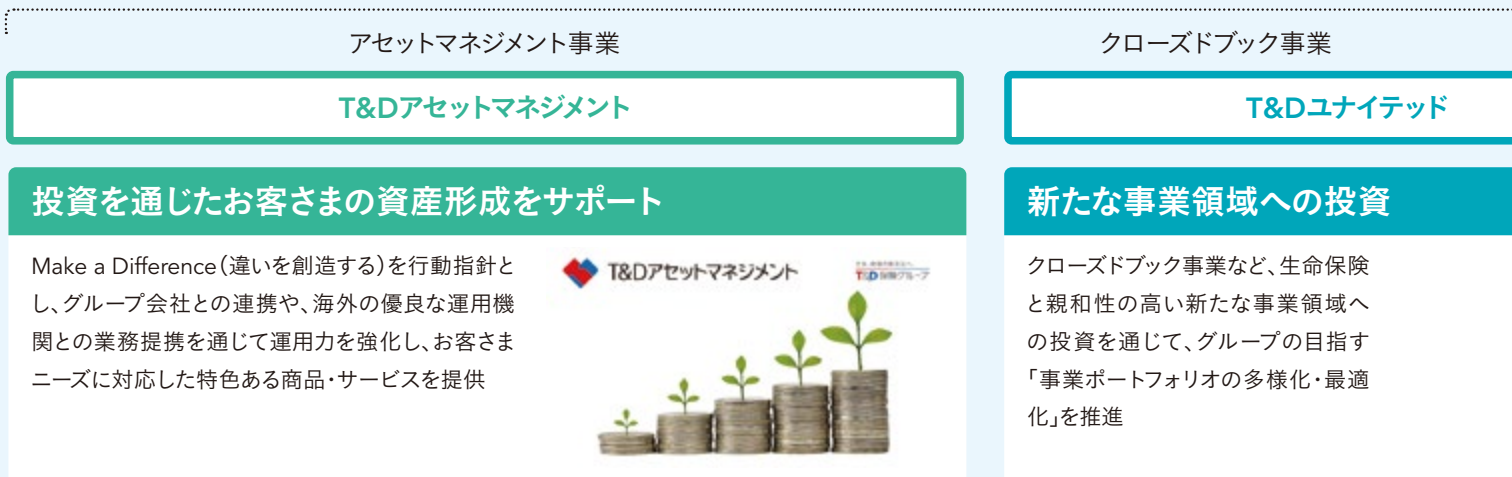 アセットマネジメント事業
T&Dアセットマネジメント
投資を通じたお客さまの資産形成をサポート
Make a Difference（違いを創造する）を行動指針と
し、グループ会社との連携や、海外の優良な運用機
関との業務提携を通じて運用力を強化し、お客さま
ニーズに対応した特色ある商品・サービスを提供
T&Dアセットマネジメント
T&D 保険グループ
クローズドブック事業
T&Dユナイテッド
新たな事業領域への投資
クローズドブック事業など、生命保険
と親和性の高い新たな事業領域へ
の投資を通じて、グループの目指す
「事業ポートフォリオの多様化・最適
化」を推進